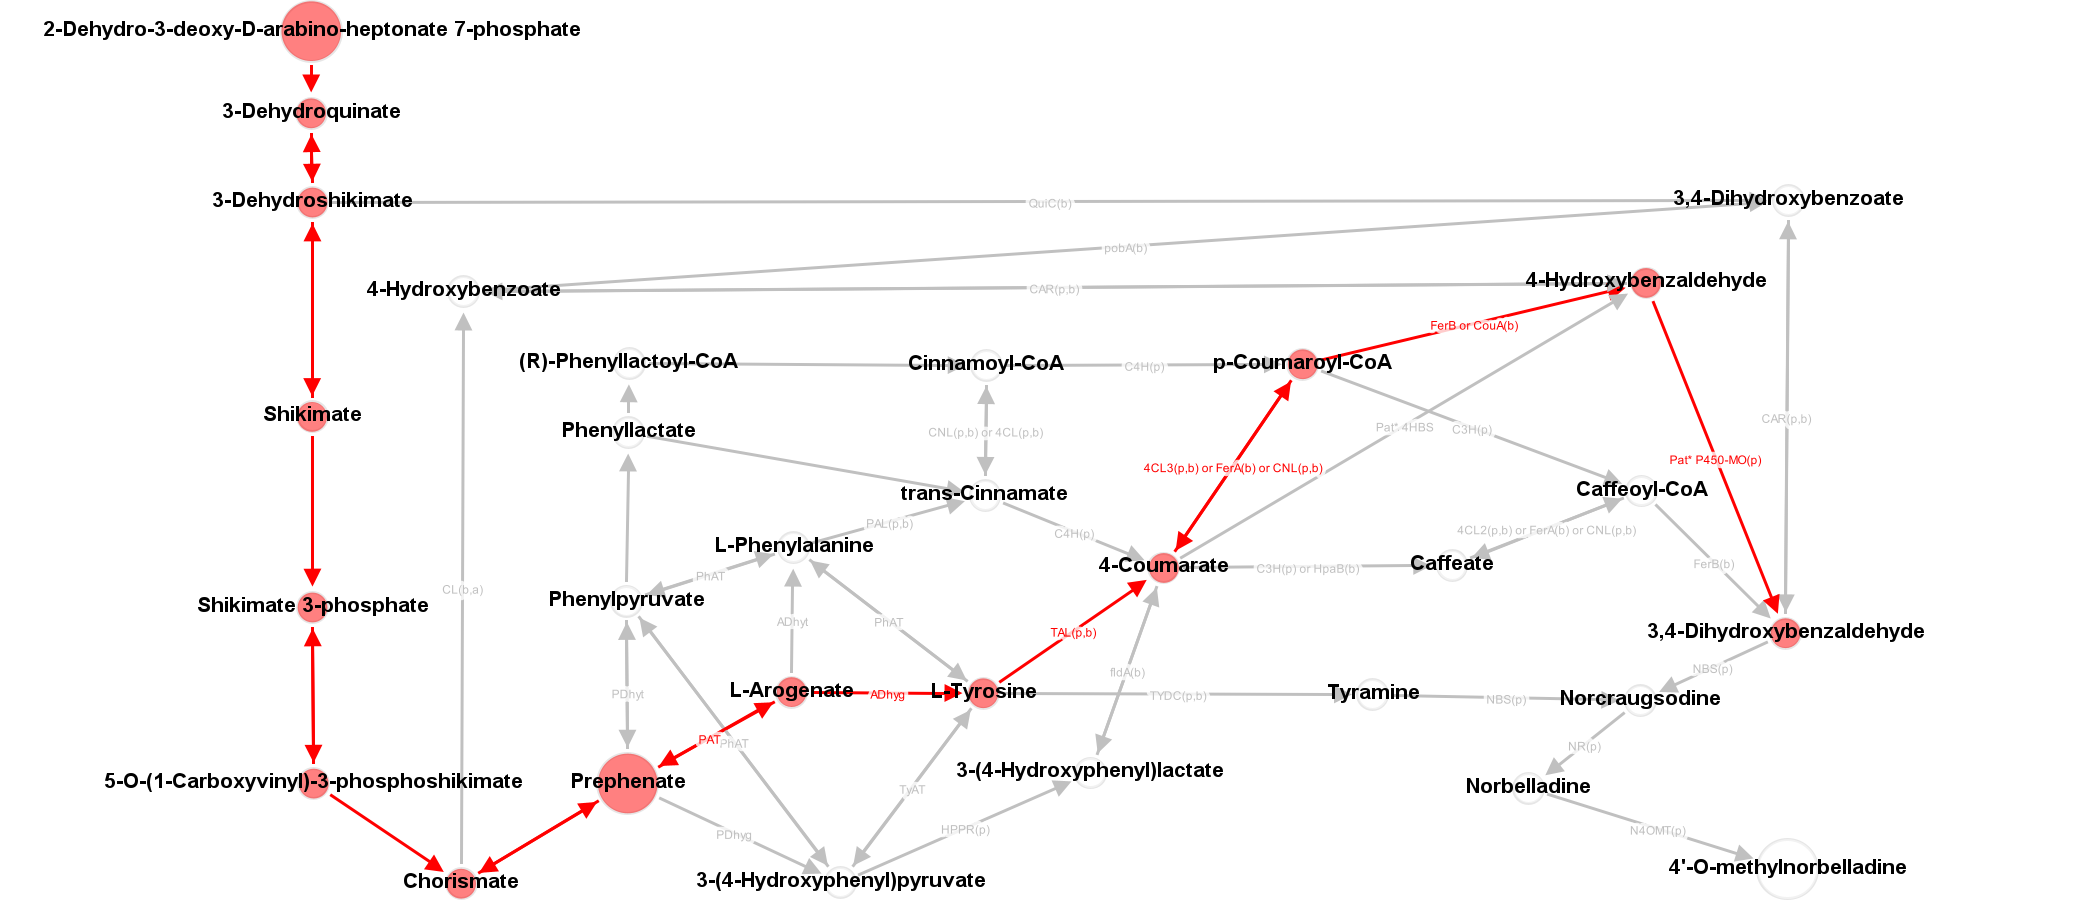 2-Dehydro-3-deoxy-D-arabino-heptonate 7-phosphate
3-Dehydroquinate
3-Dehydroshikimate
QuiC(b)
3,4-Dihydroxybenzoate
pobA(b)
4-Hydroxybenzoate
CAR(p,b)
4-Hydroxybenzaldehyde
FerB or CouA(b)
(R)-Phenyllactoyl-CoA
Cinnamoyl-CoA
C4H(p)
p-Coumaroyl-CoA
Shikimate
Phenyllactate
CNL(p,b) or 4CL(p,b)
Pat* 4HBS
C3H(p)
CAR(p,b)
4CL3(p,b) or FerA(b) or CNL(p,b)
Pat* P450-MO(p)
trans-Cinnamate
Caffeoyl-CoA
PAL(p,b)
C4H(p)
4CL2(p,b) or FerA(b) or CNL(p,b)
L-Phenylalanine
4-Coumarate
C3H(p) or HpaB(b)
Caffeate
FerB(b)
PhAT
CL(b,a)
Phenylpyruvate
Shikimate 3-phosphate
ADhyt
PhAT
TAL(p,b)
3,4-Dihydroxybenzaldehyde
fldA(b)
NBS(p)
PDhyt
L-Arogenate
ADhyg
L-Tyrosine
TYDC(p,b)
Tyramine
NBS(p)
Norcraugsodine
PAT
PhAT
NR(p)
5-O-(1-Carboxyvinyl)-3-phosphoshikimate
Prephenate
3-(4-Hydroxyphenyl)lactate
Norbelladine
TyAT
PDhyg
HPPR(p)
N4OMT(p)
Chorismate
3-(4-Hydroxyphenyl)pyruvate
4'-O-methylnorbelladine